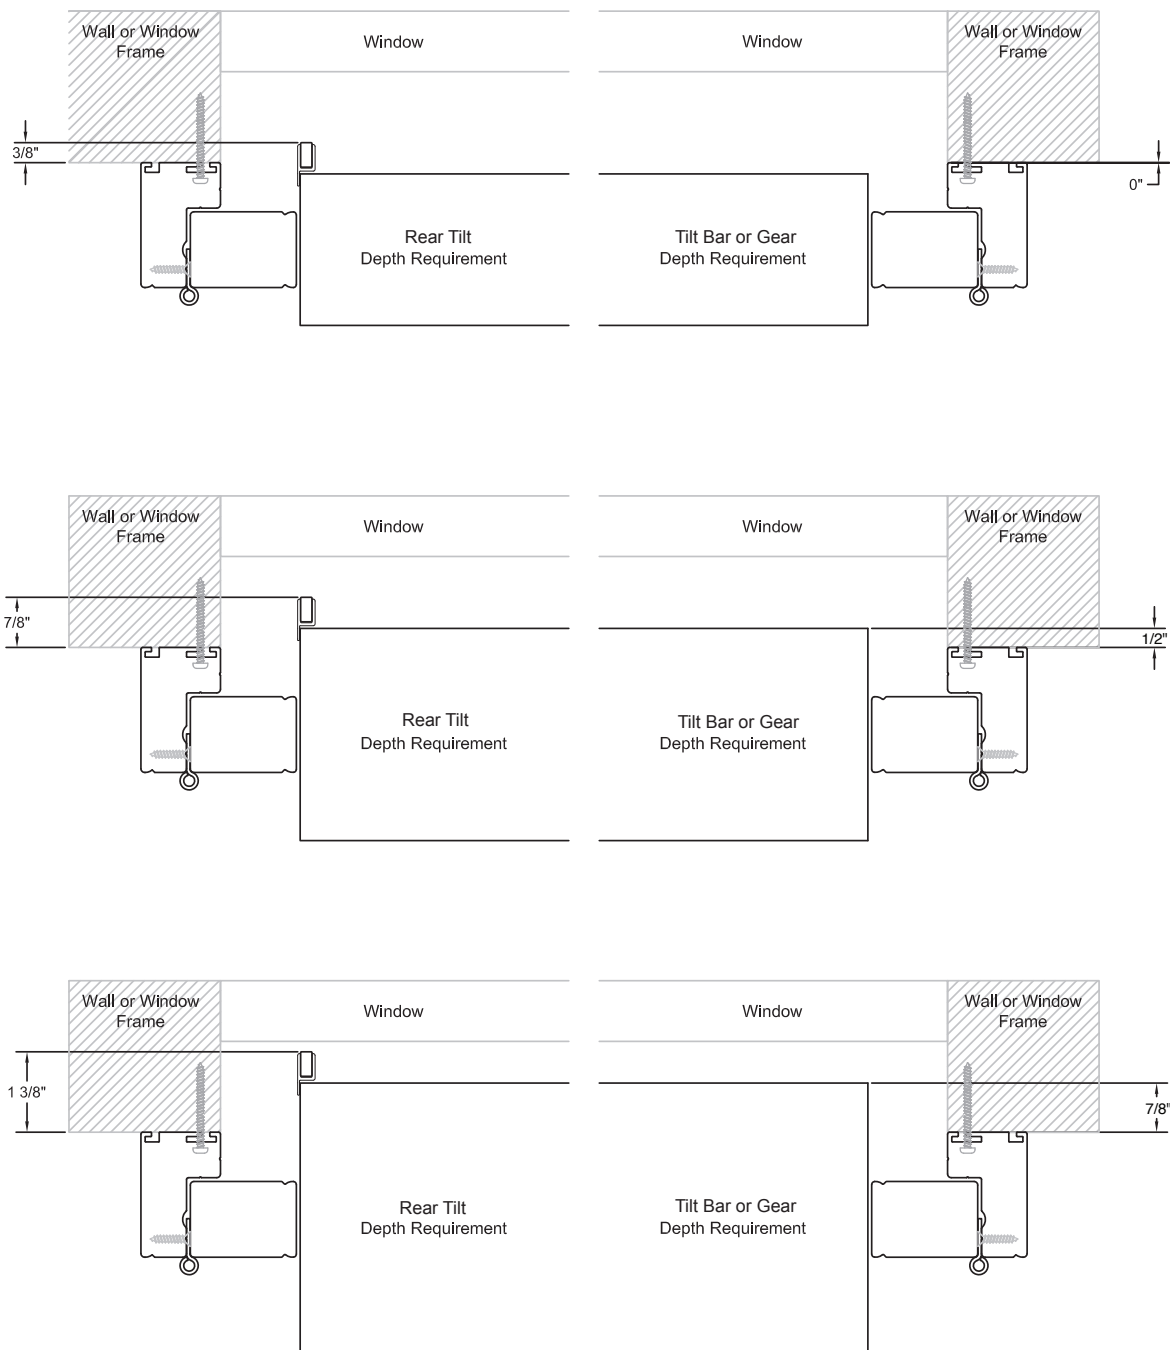 Wall or Window
Frame
Window
Window
Wall or Window
Frame
3/8"
0"
Rear Tilt
Depth Requirement
Tilt Bar or Gear
Depth Requirement
Wall or Window
Frame
Window
Window
Wall or Window
Frame
7/8"
1/2"
Rear Tilt
Depth Requirement
Tilt Bar or Gear
Depth Requirement
Wall or Window
Frame
Window
Window
Wall or Window
Frame
1 3/8"
7/8"
Rear Tilt
Depth Requirement
Tilt Bar or Gear
Depth Requirement